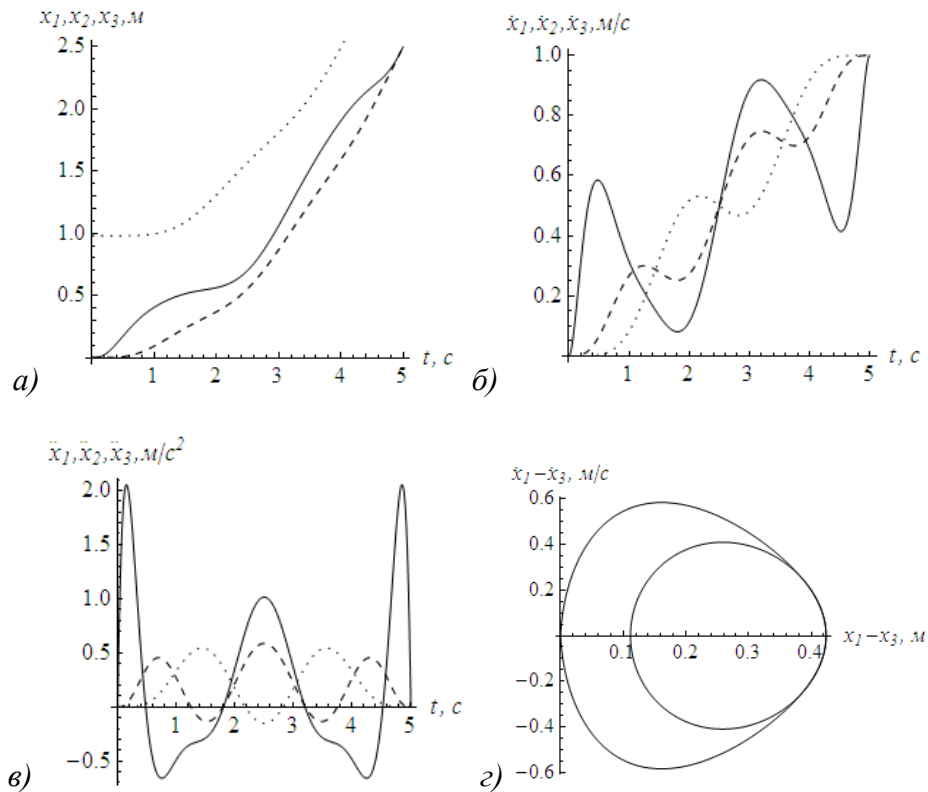 x₁,x₂,x₃,м
2.5
2.0
1.5
1.0
0.5
1 2 3 4 5
t, с
а)
ẋ₁,ẋ₂,ẋ₃,м/с
1.0
0.8
0.6
0.4
0.2
1 2 3 4 5
t, с
б)
ẍ₁,ẍ₂,ẍ₃,м/с²
2.0
1.5
1.0
0.5
−0.5
1 2 3 4 5
t, с
в)
ẋ₁−ẋ₃, м/с
0.6
0.4
0.2
−0.2
−0.4
−0.6
0.1 0.2 0.3 0.4
x₁−x₃, м
г)